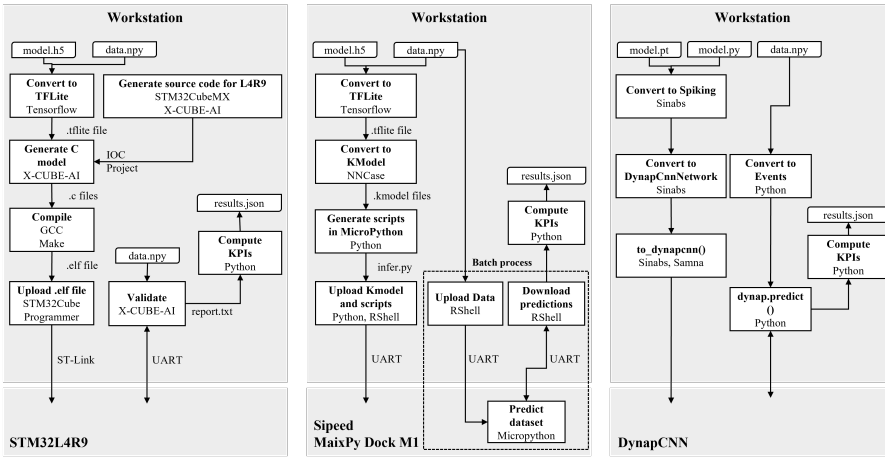 Workstation
model.h5
data.npy
Convert to
TFLite
Tensorflow
Generate source code for L4R9
STM32CubeMX
X-CUBE-AI
.tflite file
Generate C
model
X-CUBE-AI
IOC
Project
.c files
Compile
GCC
Make
results.json
.elf file
data.npy
Compute
KPIs
Python
Upload .elf file
STM32Cube
Programmer
Validate
X-CUBE-AI
report.txt
ST-Link
UART
STM32L4R9
Workstation
model.h5
data.npy
Convert to
TFLite
Tensorflow
.tflite file
Convert to
KModel
NNCase
results.json
.kmodel files
Generate scripts
in MicroPython
Python
Compute
KPIs
Python
infer.py
Batch process
Upload Kmodel
and scripts
Python, RShell
Upload Data
RShell
Download
predictions
RShell
UART
UART
UART
Predict
dataset
Micropython
Sipeed
MaixPy Dock M1
Workstation
model.pt
model.py
data.npy
Convert to Spiking
Sinabs
Convert to
DynapCnnNetwork
Sinabs
Convert to
Events
Python
results.json
to_dynapcnn()
Sinabs, Samna
Compute
KPIs
Python
dynap.predict
()
Python
DynapCNN